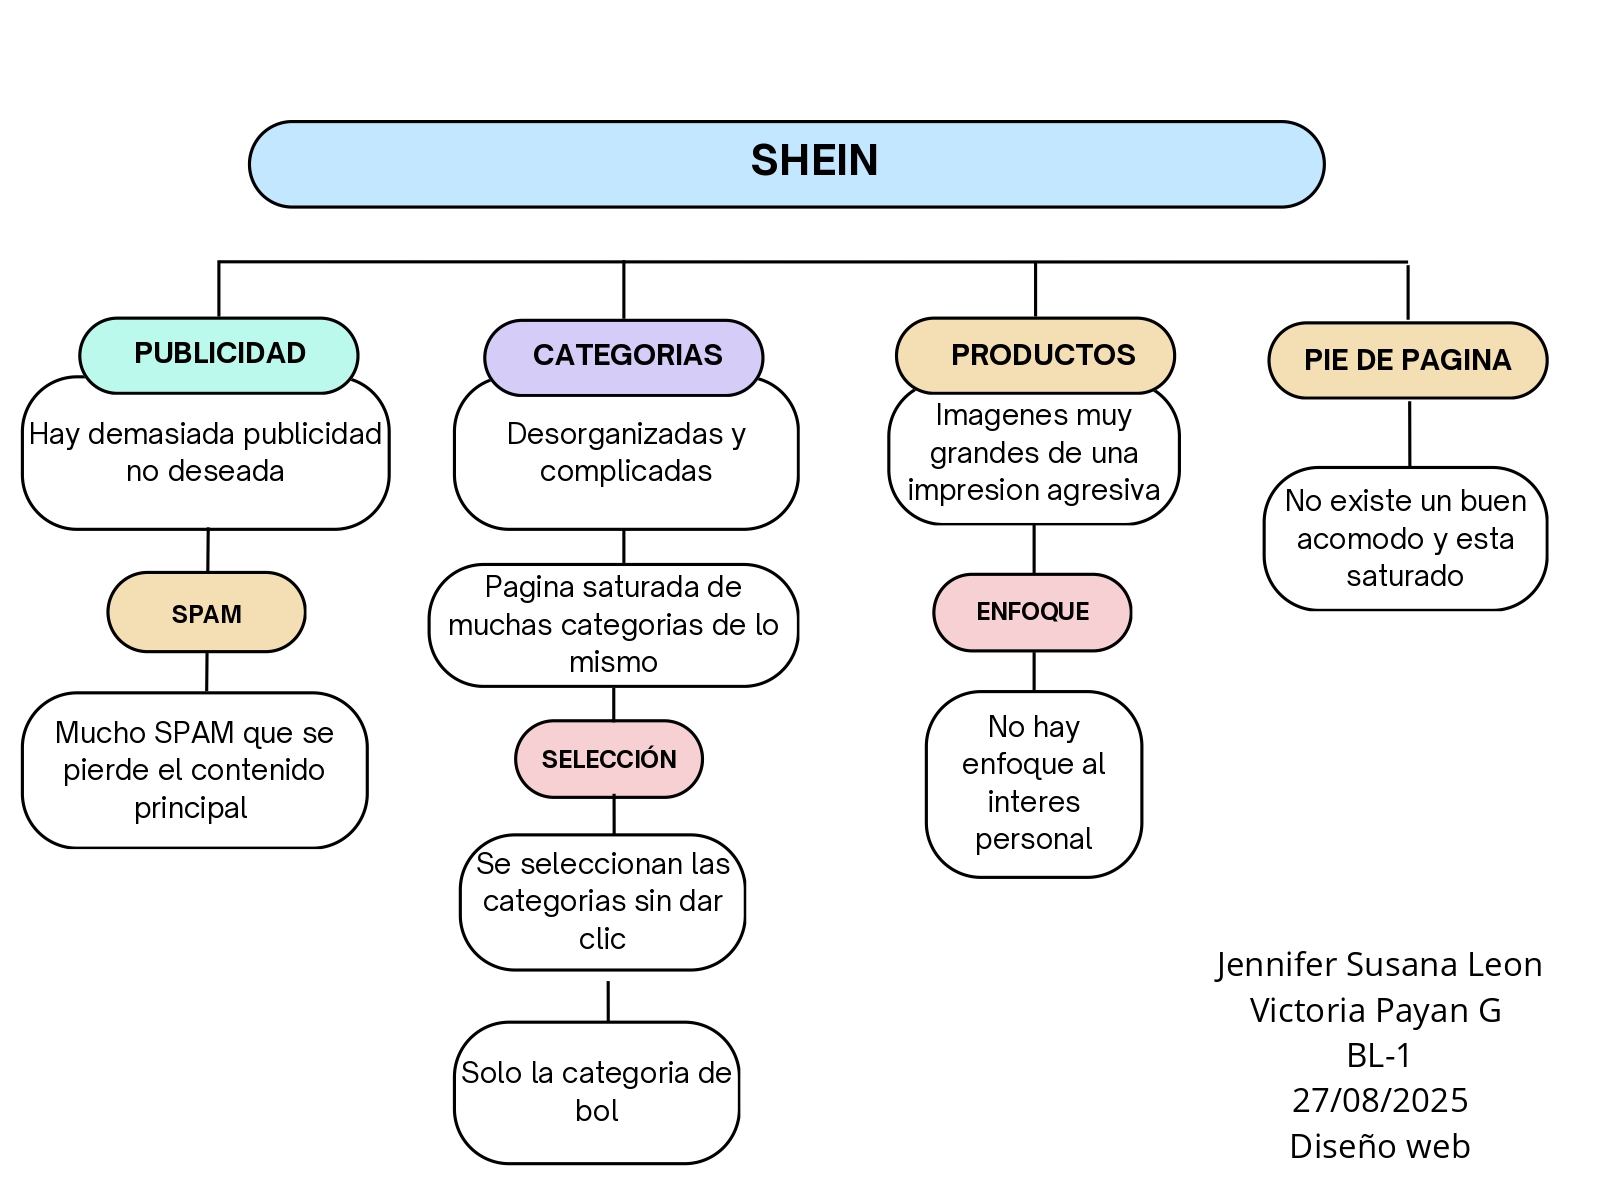 SHEIN
PUBLICIDAD
Hay demasiada publicidad
no deseada
SPAM
Mucho SPAM que se
pierde el contenido
principal
CATEGORIAS
Desorganizadas y
complicadas
Pagina saturada de
muchas categorias de lo
mismo
SELECCIÓN
Se seleccionan las
categorias sin dar
clic
Solo la categoria de
bol
PRODUCTOS
Imagenes muy
grandes de una
impresion agresiva
ENFOQUE
No hay
enfoque al
interes
personal
PIE DE PAGINA
No existe un buen
acomodo y esta
saturado
Jennifer Susana Leon
Victoria Payan G
BL-1
27/08/2025
Diseño web